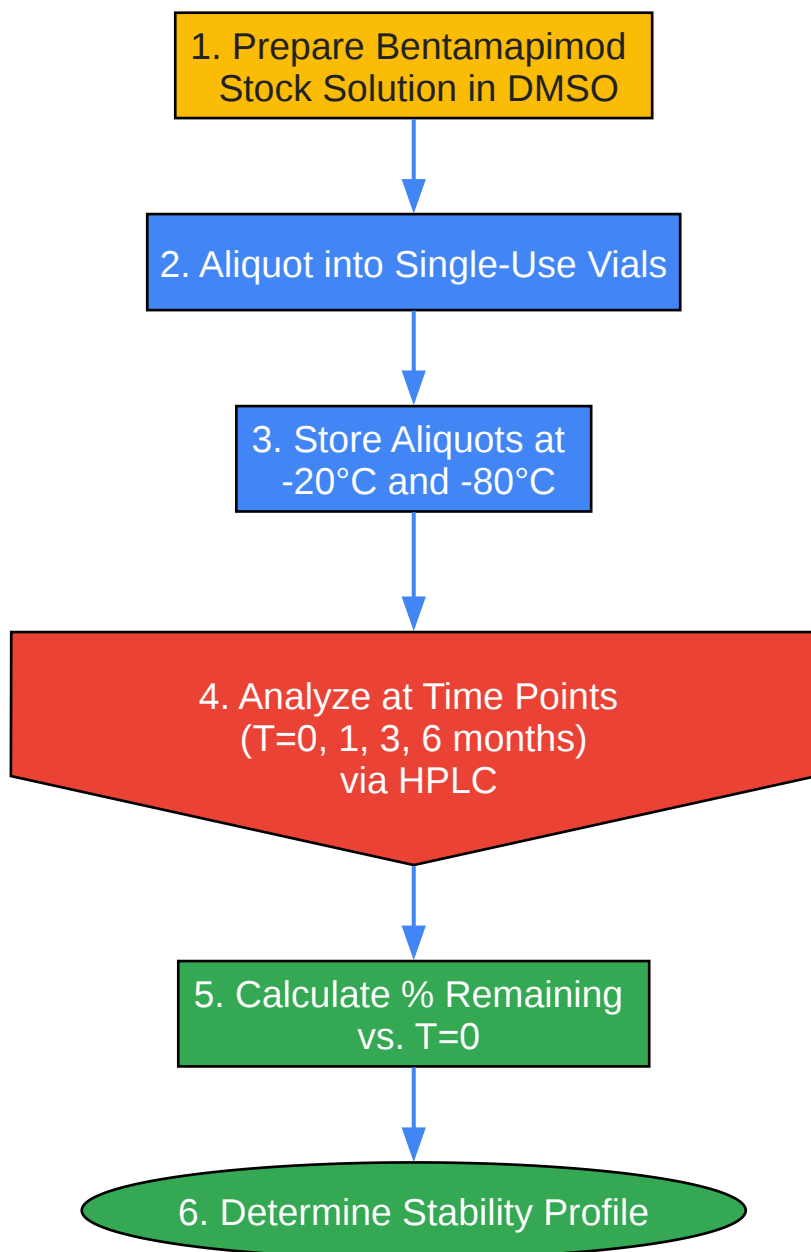 1. Prepare Bentamapimod
Stock Solution in DMSO
2. Aliquot into Single-Use Vials
3. Store Aliquots at
-20°C and -80°C
4. Analyze at Time Points
(T=0, 1, 3, 6 months)
via HPLC
5. Calculate % Remaining
vs. T=0
6. Determine Stability Profile